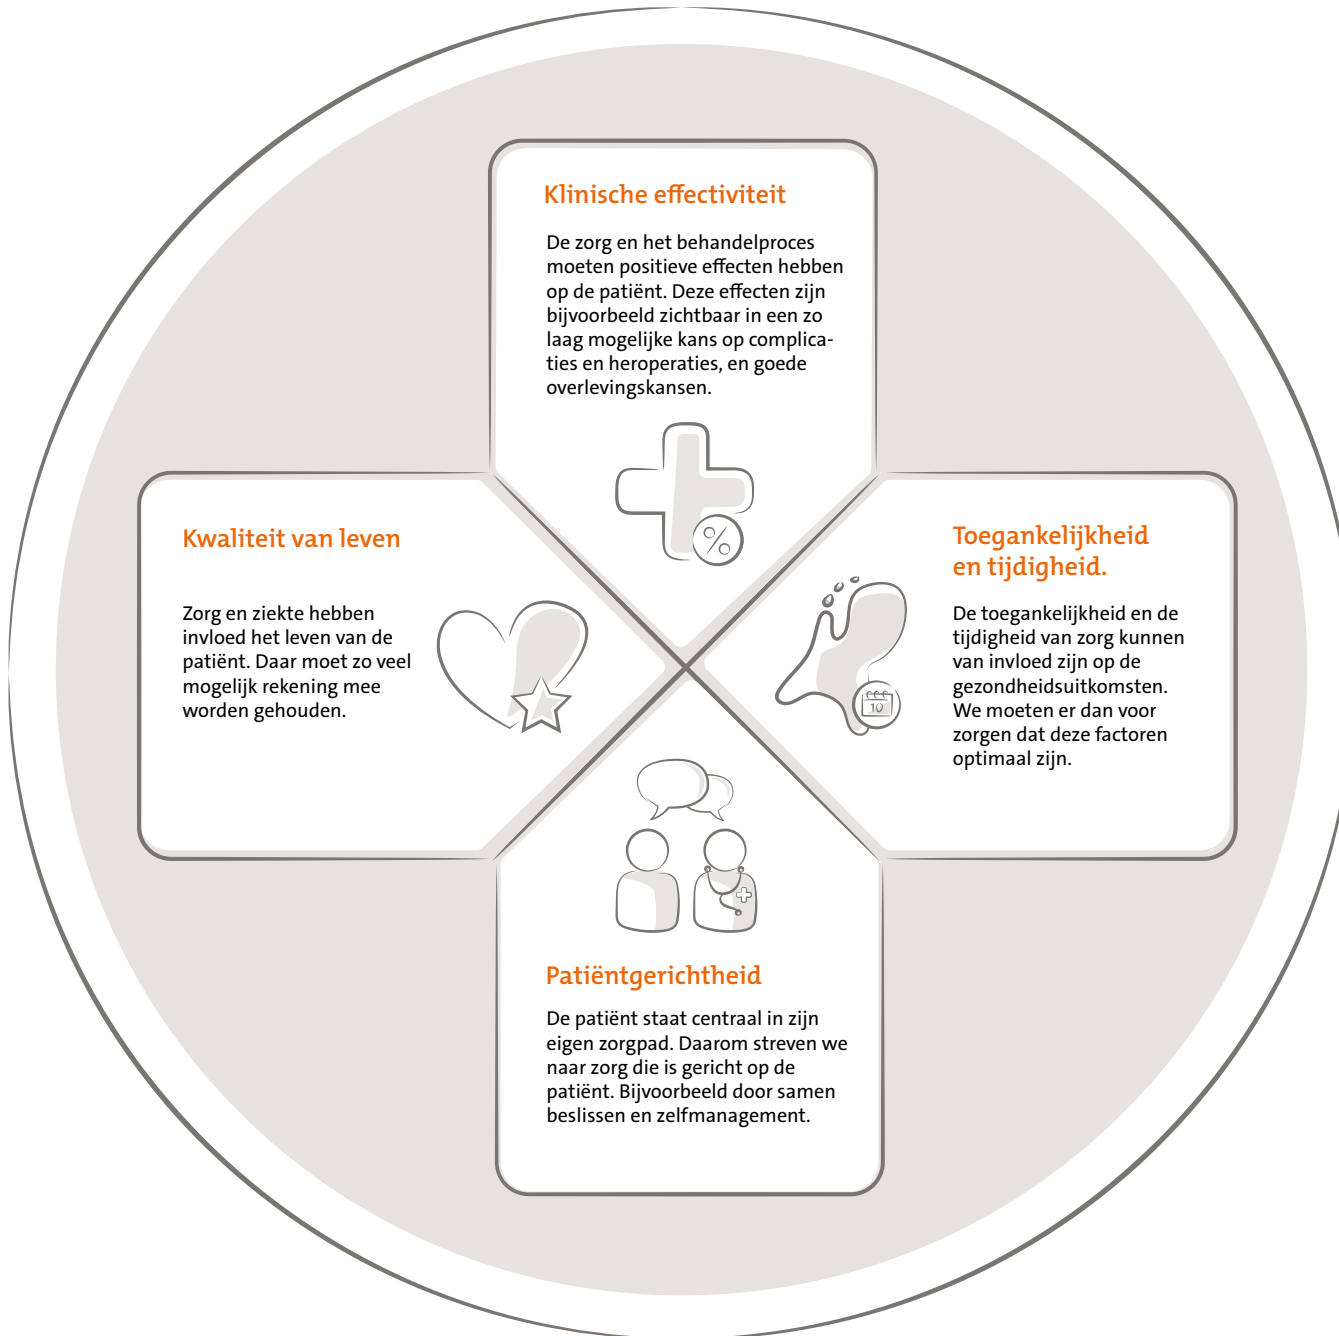 Klinische effectiviteit
De zorg en het behandelproces
moeten positieve effecten hebben
op de patiënt. Deze effecten zijn
bijvoorbeeld zichtbaar in een zo
laag mogelijke kans op complica-
ties en heroperaties, en goede
overlevingskansen.
%
Kwaliteit van leven
Zorg en ziekte hebben
invloed het leven van de
patiënt. Daar moet zo veel
mogelijk rekening mee
worden gehouden.
Toegankelijkheid
en tijdigheid.
De toegankelijkheid en de
tijdigheid van zorg kunnen
van invloed zijn op de
gezondheidsuitkomsten.
We moeten er dan voor
zorgen dat deze factoren
optimaal zijn.
10
Patiëntgerichtheid
De patiënt staat centraal in zijn
eigen zorgpad. Daarom streven we
naar zorg die is gericht op de
patiënt. Bijvoorbeeld door samen
beslissen en zelfmanagement.